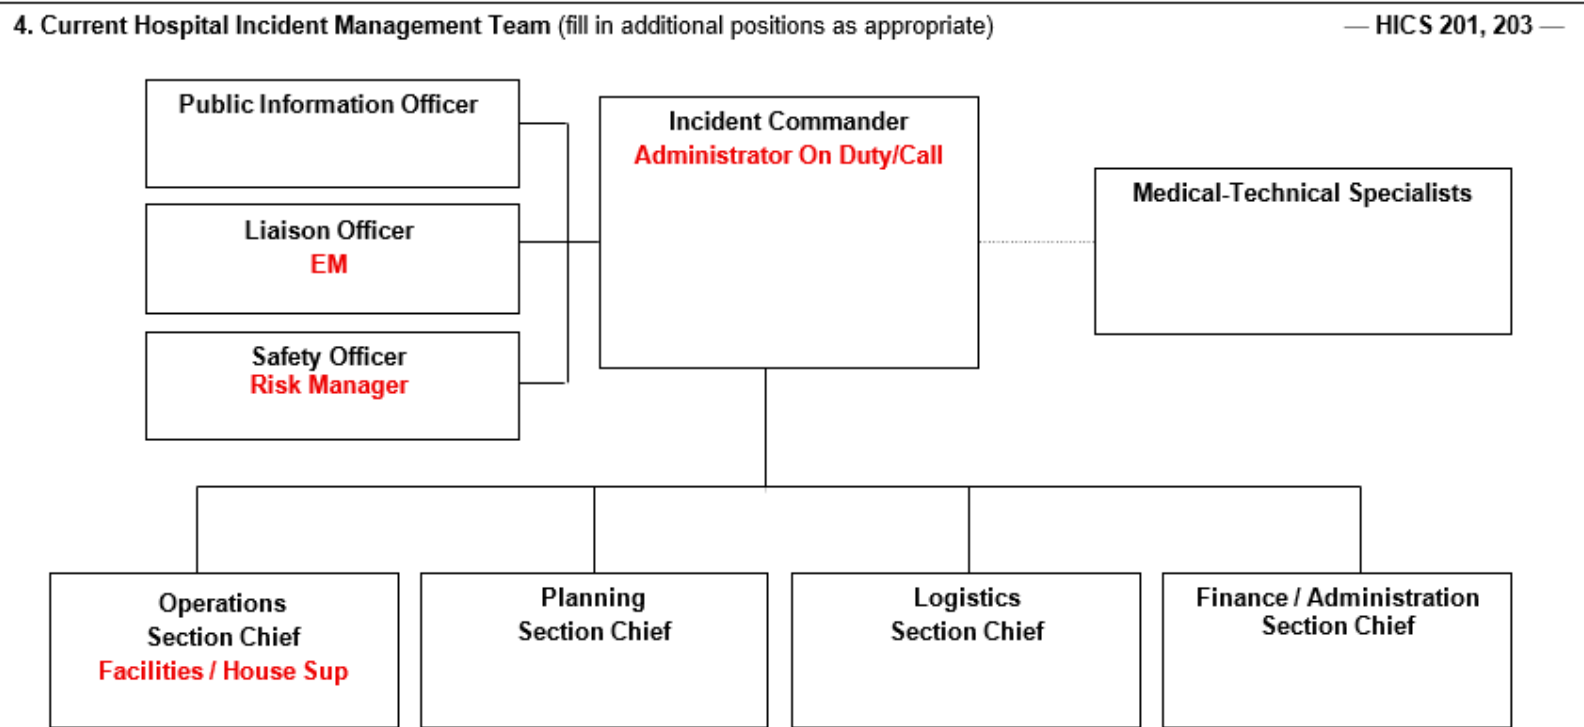 4. Current Hospital Incident Management Team (fill in additional positions as appropriate) — HICS 201, 203 —
Public Information Officer
Incident Commander
Administrator On Duty/Call
Medical-Technical Specialists
Liaison Officer
EM
Safety Officer
Risk Manager
Operations
Section Chief
Facilities / House Sup
Planning
Section Chief
Logistics
Section Chief
Finance / Administration
Section Chief